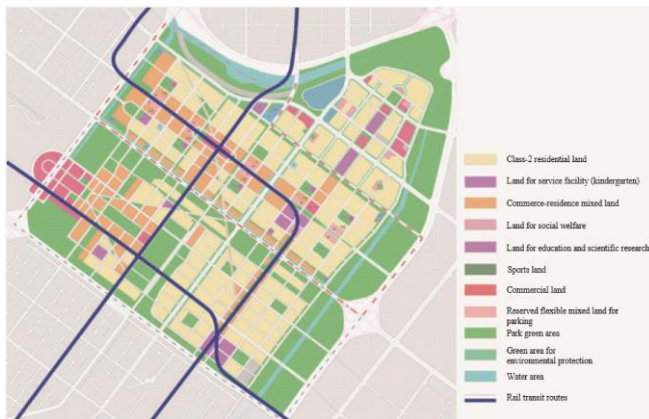 Class-2 residential land
Land for service facility (kindergarten)
Commerce-residence mixed land
Land for social welfare
Land for education and scientific research
Sports land
Commercial land
Reserved flexible mixed land for
parking
Park green area
Green area for
environmental protection
Water area
Rail transit routes